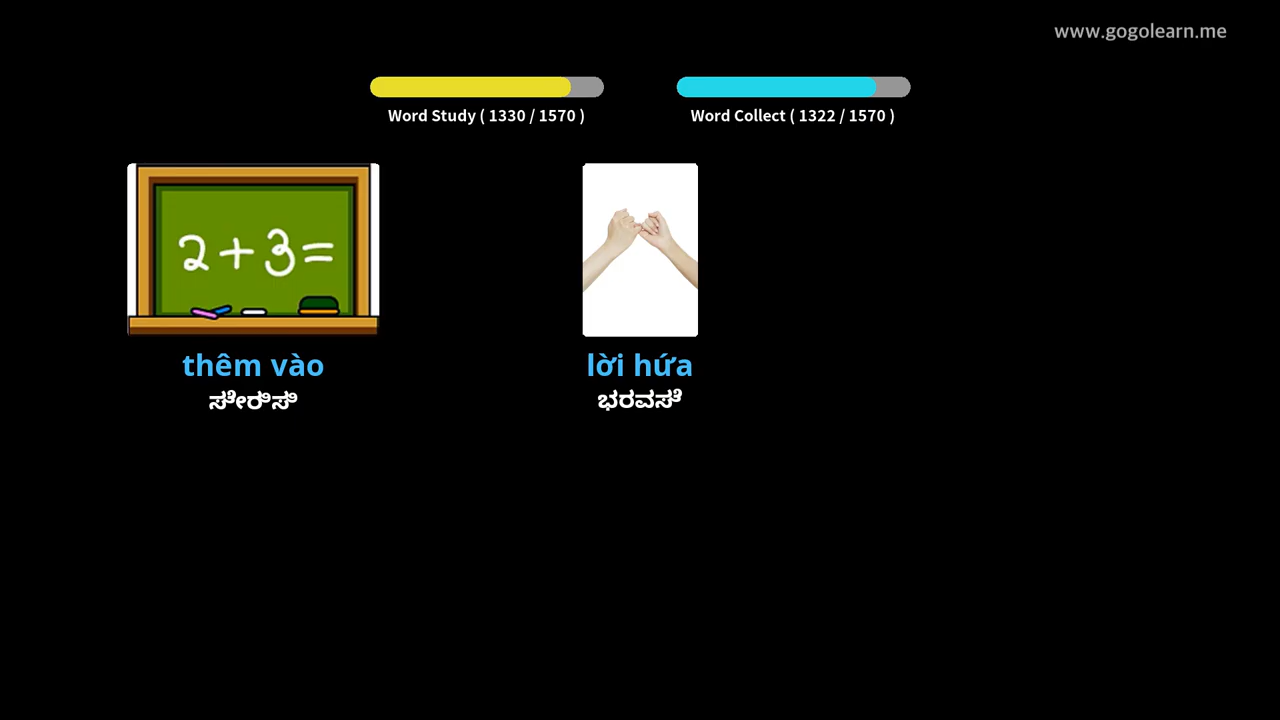 www.gogolearn.me
Word Study ( 1330 / 1570 )
Word Collect ( 1322 / 1570 )
2+3=
thêm vào
ಸೇರಿಸಿ
lời hứa
ಭರವಸೆ